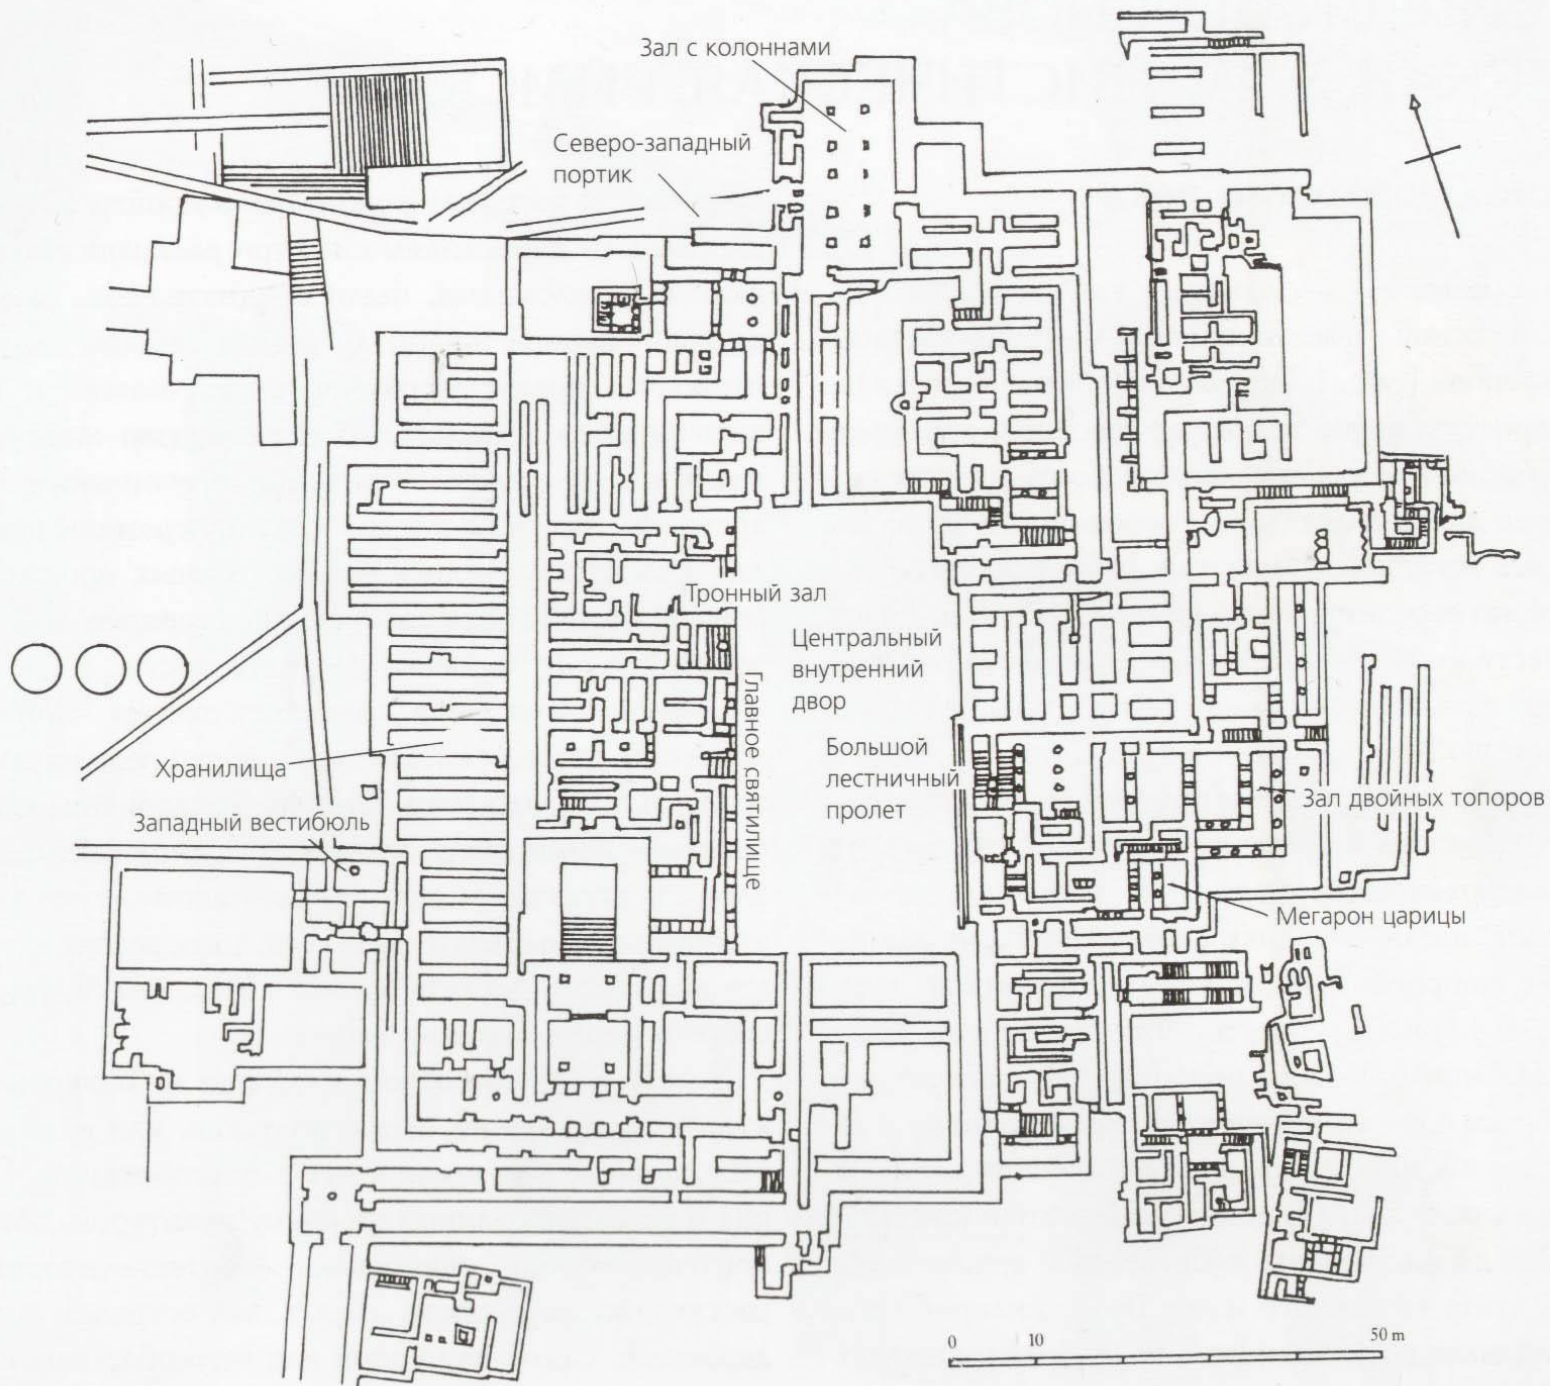 Зал с колоннами
Северо-западный
портик
Тронный зал
Центральный
внутренний
двор
Главное святилище
Большой
лестничный
пролет
Хранилища
Западный вестибюль
Зал двойных топоров
Мегарон царицы
0 10 50 m